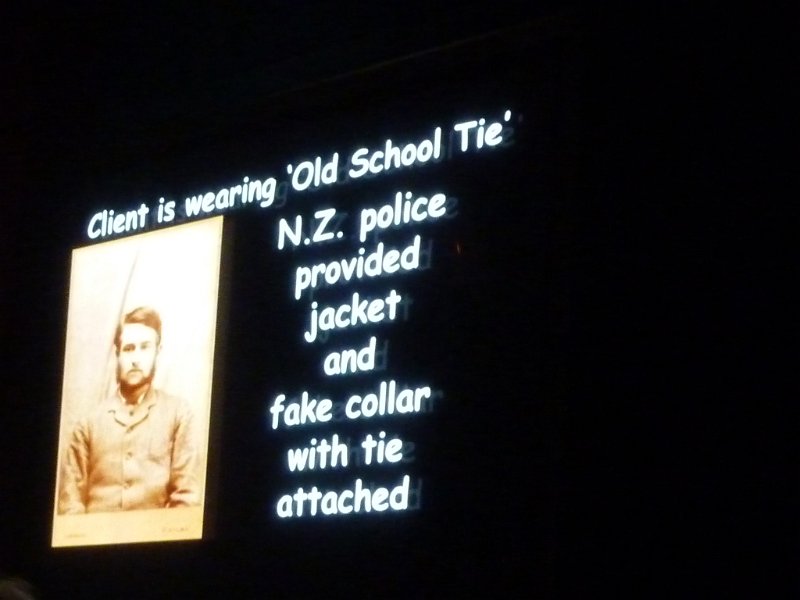 Client is wearing 'Old School Tie'
N.Z. police
provided
jacket
and
fake collar
with tie
attached